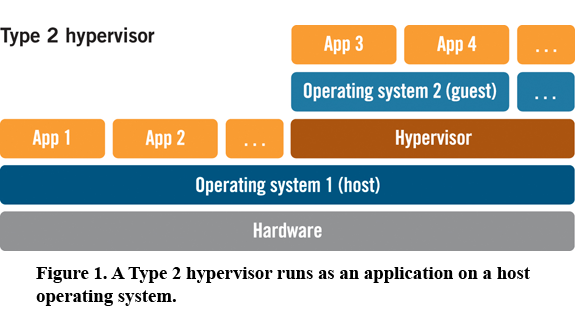 Type 2 hypervisor
App 3
App 4
...
Operating system 2 (guest)
...
App 1
App 2
...
Hypervisor
Operating system 1 (host)
Hardware
Figure 1. A Type 2 hypervisor runs as an application on a host
operating system.